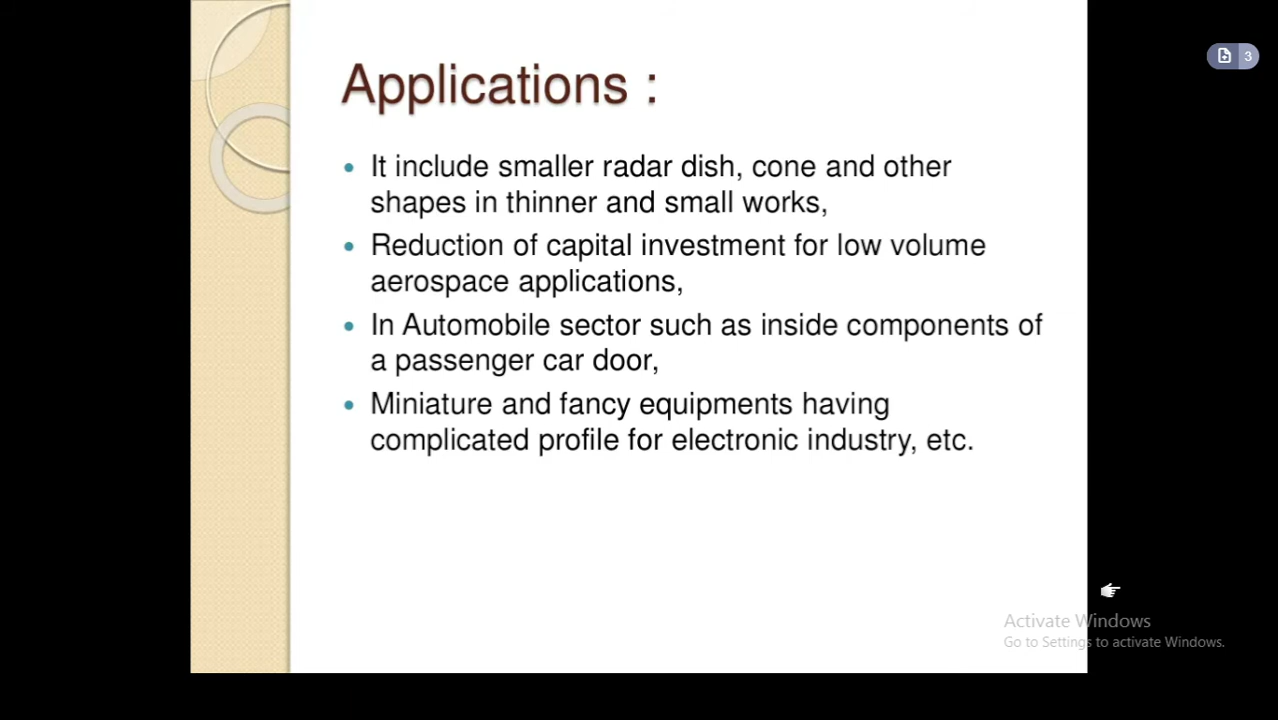 Applications :
3
• It include smaller radar dish, cone and other
shapes in thinner and small works,
• Reduction of capital investment for low volume
aerospace applications,
• In Automobile sector such as inside components of
a passenger car door,
• Miniature and fancy equipments having
complicated profile for electronic industry, etc.
Activate Windows
Go to Settings to activate Windows.